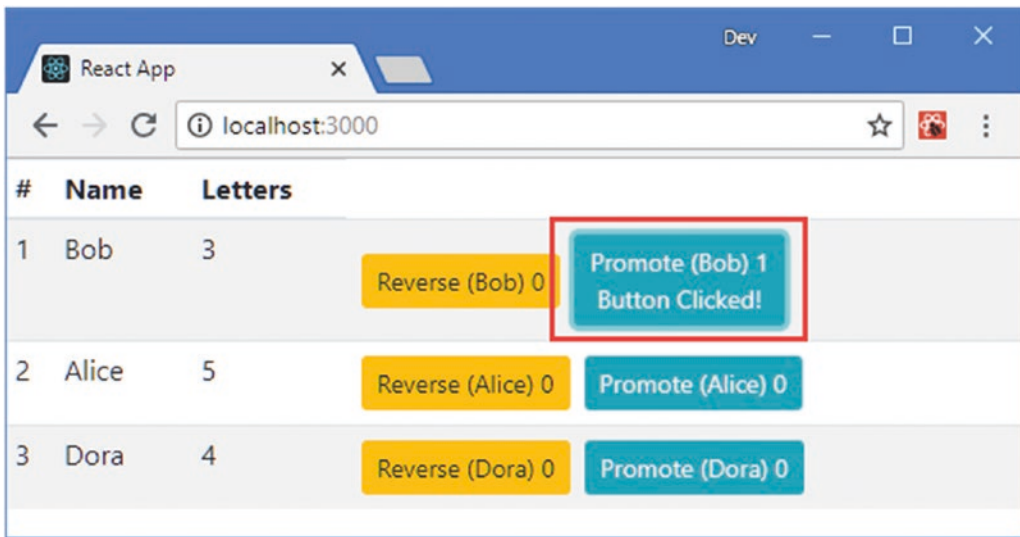 Dev
React App
localhost:3000
# Name Letters
1 Bob 3 Reverse (Bob) 0 Promote (Bob) 1
Button Clicked!
2 Alice 5 Reverse (Alice) 0 Promote (Alice) 0
3 Dora 4 Reverse (Dora) 0 Promote (Dora) 0